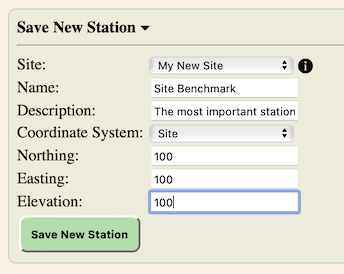 Save New Station
Site: My New Site
Name: Site Benchmark
Description: The most important station
Coordinate System: Site
Northing: 100
Easting: 100
Elevation: 100
Save New Station